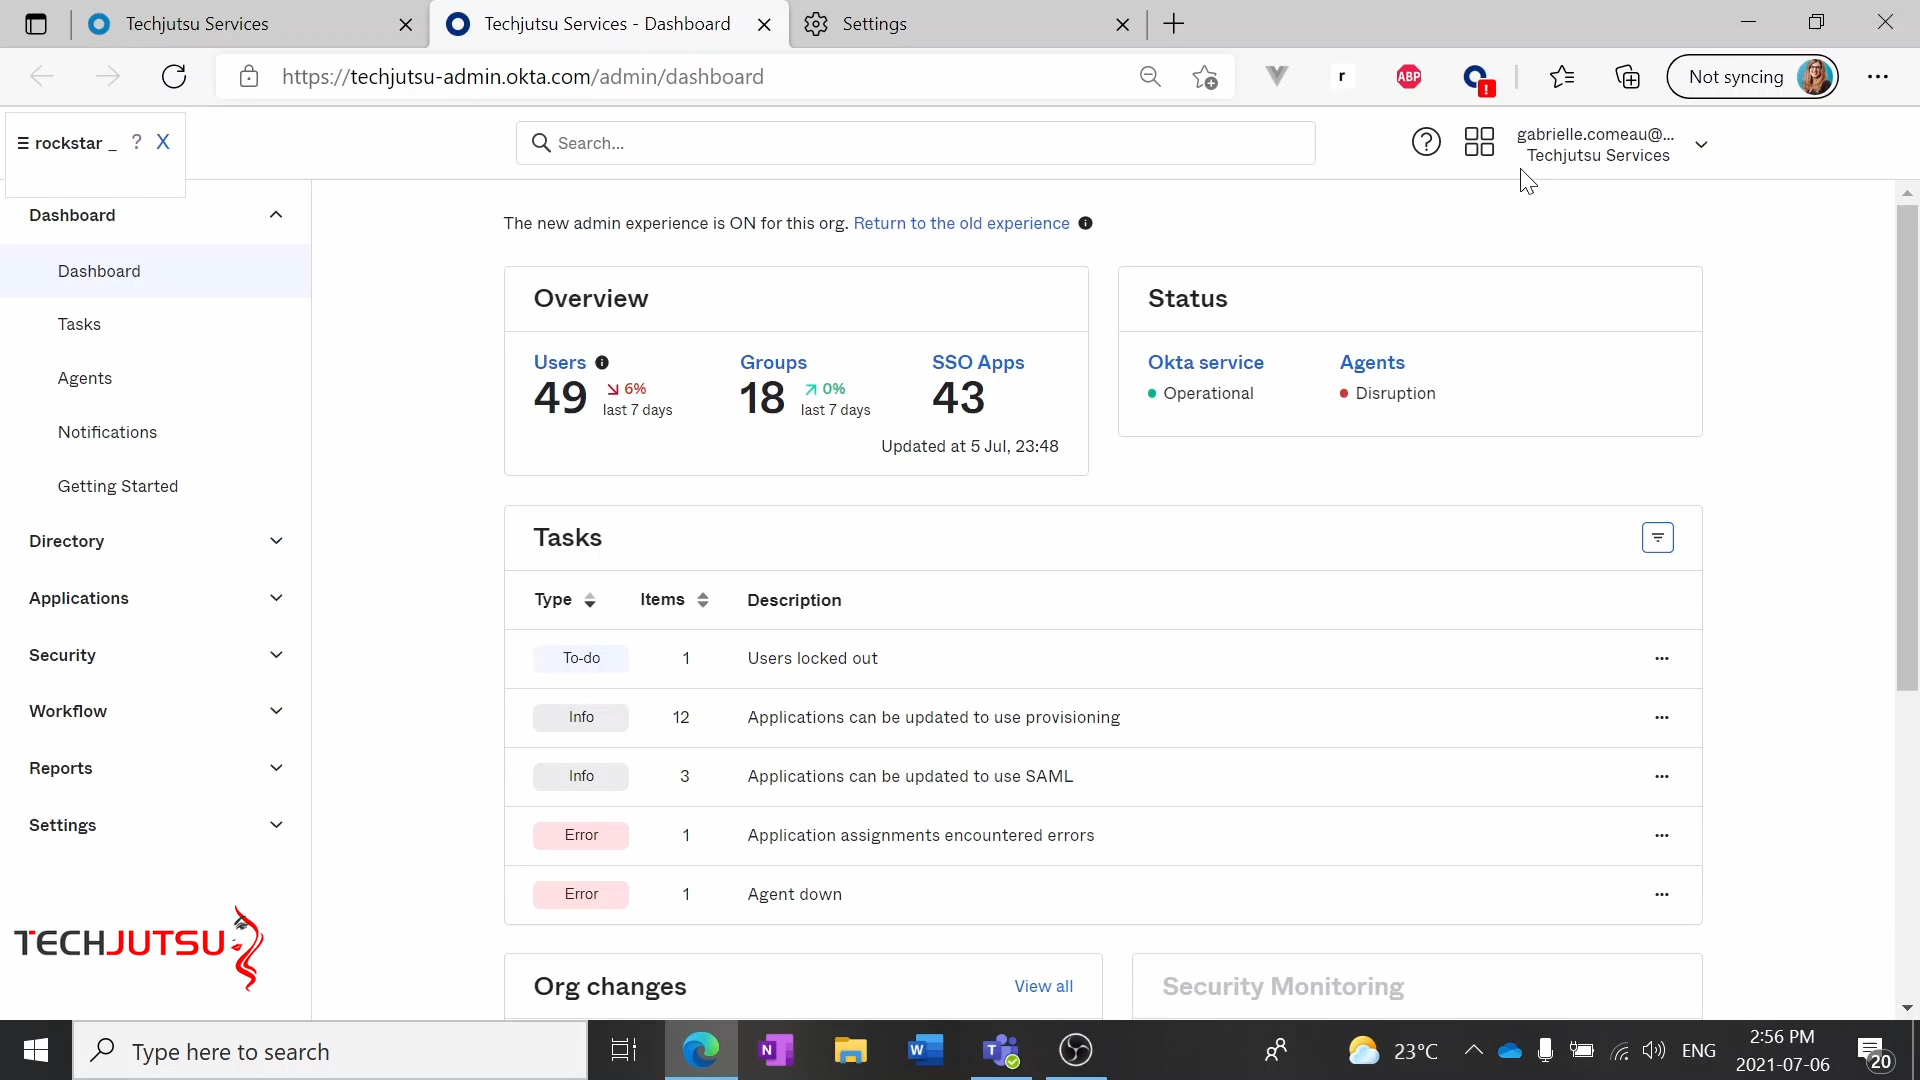 Techjutsu Services
Techjutsu Services - Dashboard
Settings
https://techjutsu-admin.okta.com/admin/dashboard
r
ABP
!
Not syncing
☰ rockstar _ ? X
Search...
?
gabrielle.comeau@...
Techjutsu Services
Dashboard
Dashboard
Tasks
Agents
Notifications
Getting Started
Directory
Applications
Security
Workflow
Reports
Settings
TECHJUTSU
The new admin experience is ON for this org. Return to the old experience
Overview
Users
49
6%
last 7 days
Groups
18
0%
last 7 days
SSO Apps
43
Updated at 5 Jul, 23:48
Status
Okta service
Operational
Agents
Disruption
Tasks
Type Items Description
To-do 1 Users locked out ...
Info 12 Applications can be updated to use provisioning ...
Info 3 Applications can be updated to use SAML ...
Error 1 Application assignments encountered errors ...
Error 1 Agent down ...
Org changes View all
Security Monitoring
Type here to search
N
W
T
23°C
ENG
2:56 PM
2021-07-06
20